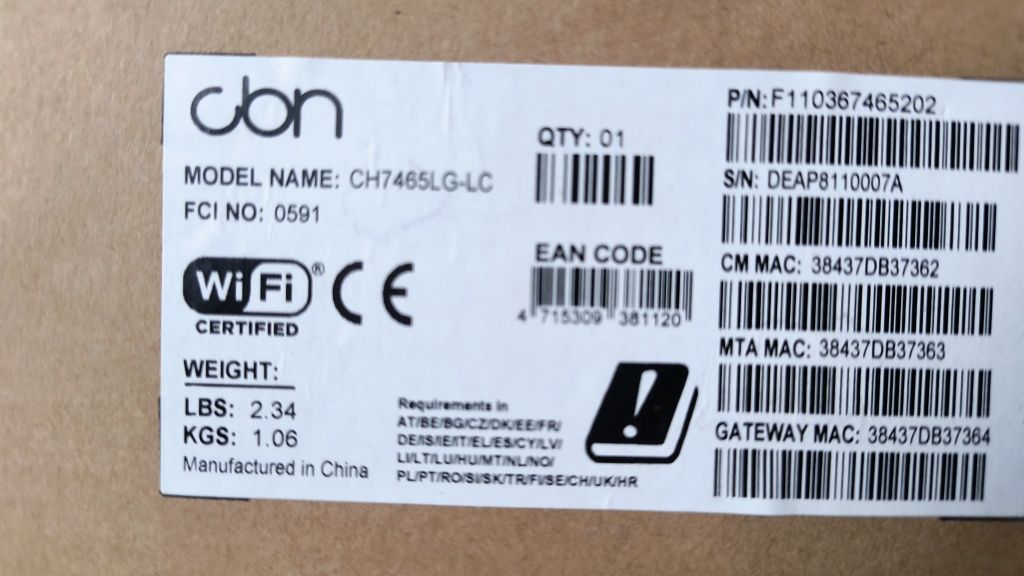 cbn
MODEL NAME: CH7465LG-LC
FCI NO: 0591
WiFi®
CERTIFIED
CE
WEIGHT:
LBS: 2.34
KGS: 1.06
Manufactured in China
QTY: 01
EAN CODE
4 715309 381120
Requirements in
AT/BE/BG/CZ/DK/EE/FR/
DE/IS/IE/IT/EL/ES/CY/LV/
LI/LT/LU/HU/MT/NL/NO/
PL/PT/RO/SI/SK/TR/FI/SE/CH/UK/HR
P/N: F110367465202
S/N: DEAP8110007A
CM MAC: 38437DB37362
MTA MAC: 38437DB37363
GATEWAY MAC: 38437DB37364